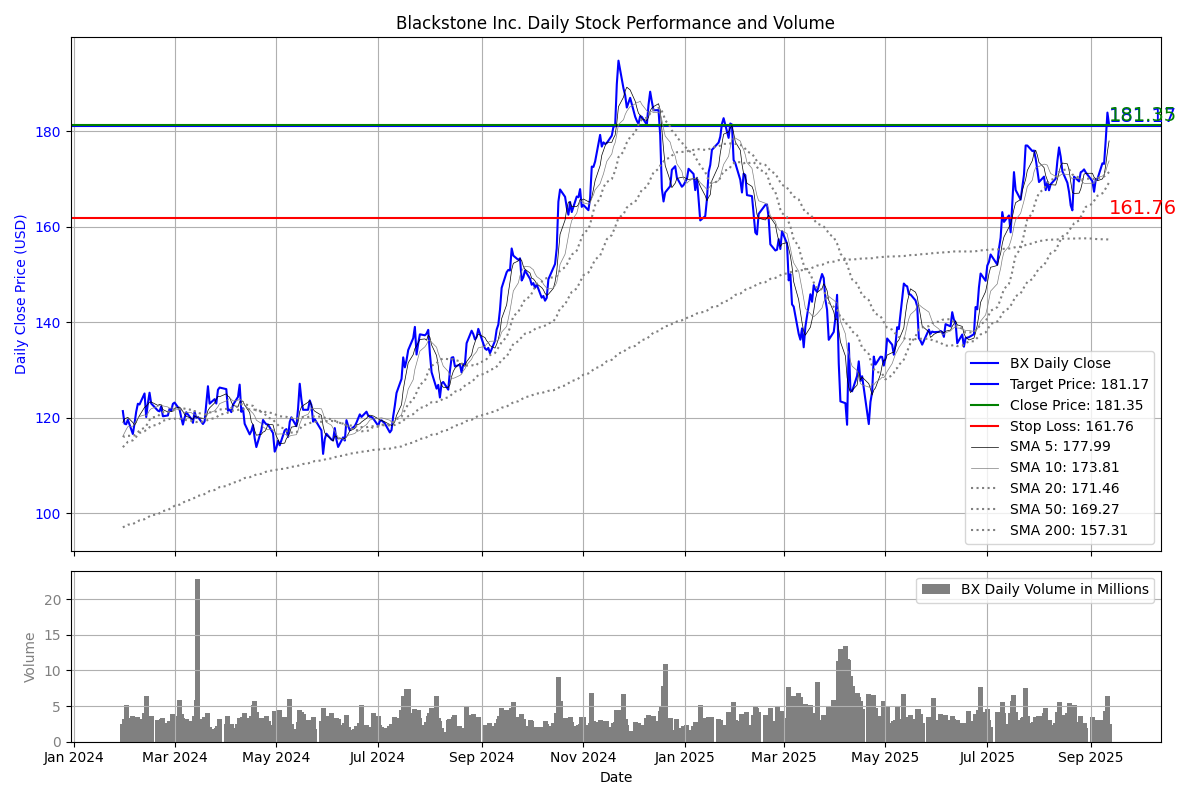 Blackstone Inc. Daily Stock Performance and Volume
Daily Close Price (USD)
180
160
140
120
100
181.35
181.17
161.76
BX Daily Close
Target Price: 181.17
Close Price: 181.35
Stop Loss: 161.76
SMA 5: 177.99
SMA 10: 173.81
SMA 20: 171.46
SMA 50: 169.27
SMA 200: 157.31
Volume
20
15
10
5
0
BX Daily Volume in Millions
Jan 2024 Mar 2024 May 2024 Jul 2024 Sep 2024 Nov 2024 Jan 2025 Mar 2025 May 2025 Jul 2025 Sep 2025
Date